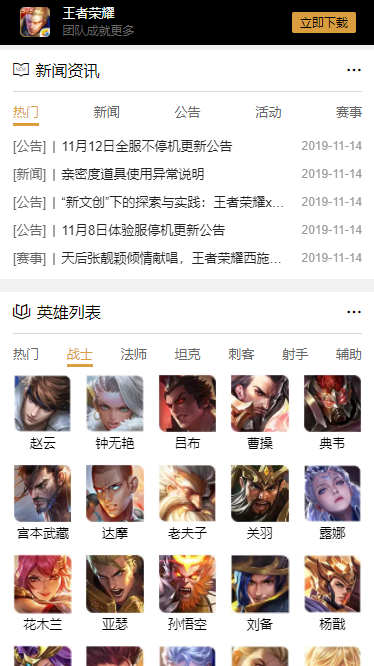 王者荣耀
团队成就更多
立即下载
新闻资讯
热门 新闻 公告 活动 赛事
[公告] | 11月12日全服不停机更新公告 2019-11-14
[新闻] | 亲密度道具使用异常说明 2019-11-14
[公告] | “新文创”下的探索与实践：王者荣耀x... 2019-11-14
[公告] | 11月8日体验服停机更新公告 2019-11-14
[赛事] | 天后张靓颖倾情献唱，王者荣耀西施... 2019-11-14
英雄列表
热门 战士 法师 坦克 刺客 射手 辅助
赵云 钟无艳 吕布 曹操 典韦
宫本武藏 达摩 老夫子 关羽 露娜
花木兰 亚瑟 孙悟空 刘备 杨戬